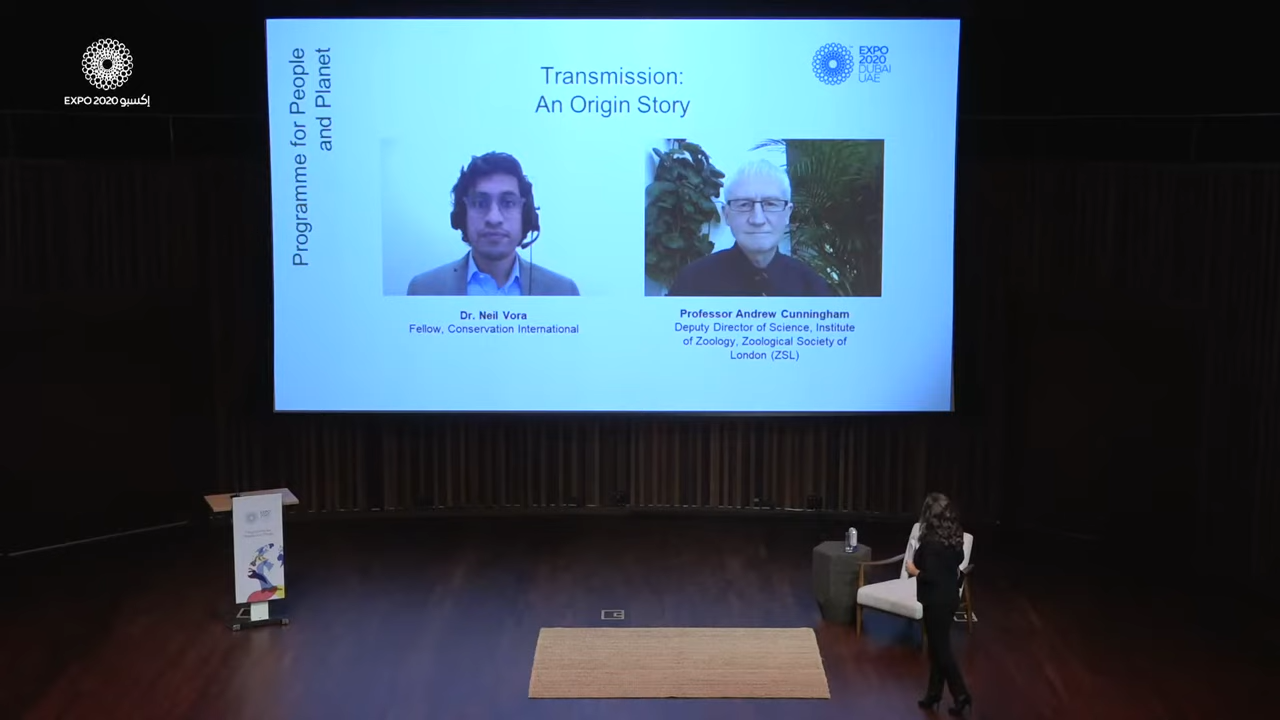 EXPO 2020 إكسبو
Programme for People
and Planet
Transmission:
An Origin Story
EXPO
2020
DUBAI
UAE
Dr. Neil Vora
Fellow, Conservation International
Professor Andrew Cunningham
Deputy Director of Science, Institute
of Zoology, Zoological Society of
London (ZSL)